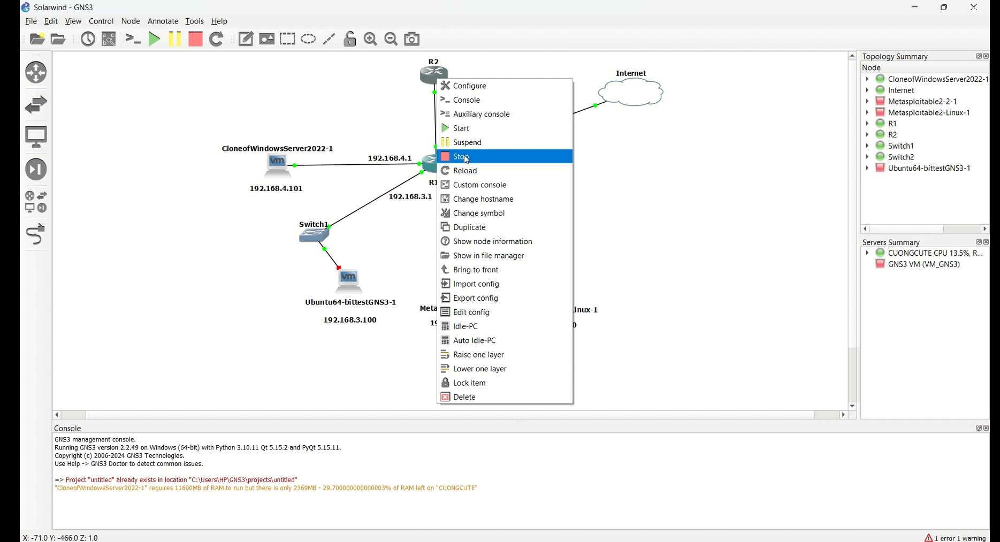 Solarwind - GNS3
File Edit View Control Node Annotate Tools Help
R2
Internet
CloneofWindowsServer2022-1
vm
192.168.4.1
192.168.4.101
R1
192.168.3.1
Switch1
vm
Ubuntu64-bittestGNS3-1
192.168.3.100
Meta
19
inux-1
0
Configure
Console
Auxiliary console
Start
Suspend
Stop
Reload
Custom console
Change hostname
Change symbol
Duplicate
Show node information
Show in file manager
Bring to front
Import config
Export config
Edit config
Idle-PC
Auto Idle-PC
Raise one layer
Lower one layer
Lock item
Delete
Topology Summary
Node
CloneofWindowsServer2022-1
Internet
Metasploitable2-2-1
Metasploitable2-Linux-1
R1
R2
Switch1
Switch2
Ubuntu64-bittestGNS3-1
Servers Summary
CUONGCUTE CPU 13.5%, R...
GNS3 VM (VM_GNS3)
Console
GNS3 management console.
Running GNS3 version 2.2.49 on Windows (64-bit) with Python 3.10.11 Qt 5.15.2 and PyQt 5.15.11.
Copyright (c) 2006-2024 GNS3 Technologies.
Use Help -> GNS3 Doctor to detect common issues.
=> Project "untitled" already exists in location "C:\Users\HP\GNS3\projects\untitled"
"CloneofWindowsServer2022-1" requires 11600MB of RAM to run but there is only 2369MB - 29.700000000000003% of RAM left on "CUONGCUTE"
X: -71.0 Y: -466.0 Z: 1.0
1 error 1 warning